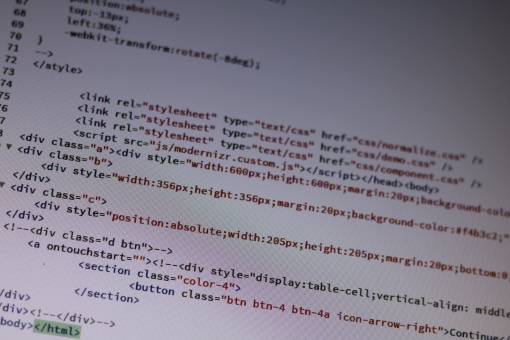 67 position:absolute;
68 top:-13px;
69 left:36%;
70 -webkit-transform:rotate(-8deg);
71 }
72 -->
73 </style>
74
75 <link rel="stylesheet" type="text/css" href="css/normalize.css" />
76 <link rel="stylesheet" type="text/css" href="css/demo.css" />
<link rel="stylesheet" type="text/css" href="css/component.css" />
<script src="js/modernizr.custom.js"></script></head><body>
<div class="a"><div style="width:600px;height:600px;margin:20px;background-colo
<div class="b">
<div style="width:356px;height:356px;margin:20px;background-color:#f4b3c2;"
</div>
<div class="c">
<div style="position:absolute;width:205px;height:205px;margin:20px;bottom:0;
</div>
<!--<div class="d btn">-->
<a ontouchstart=""><!--<div style="display:table-cell;vertical-align: middle
<section class="color-4">
<button class="btn btn-4 btn-4a icon-arrow-right">Continue</
</section>
/div>
/div><!--</div>-->
body></html>